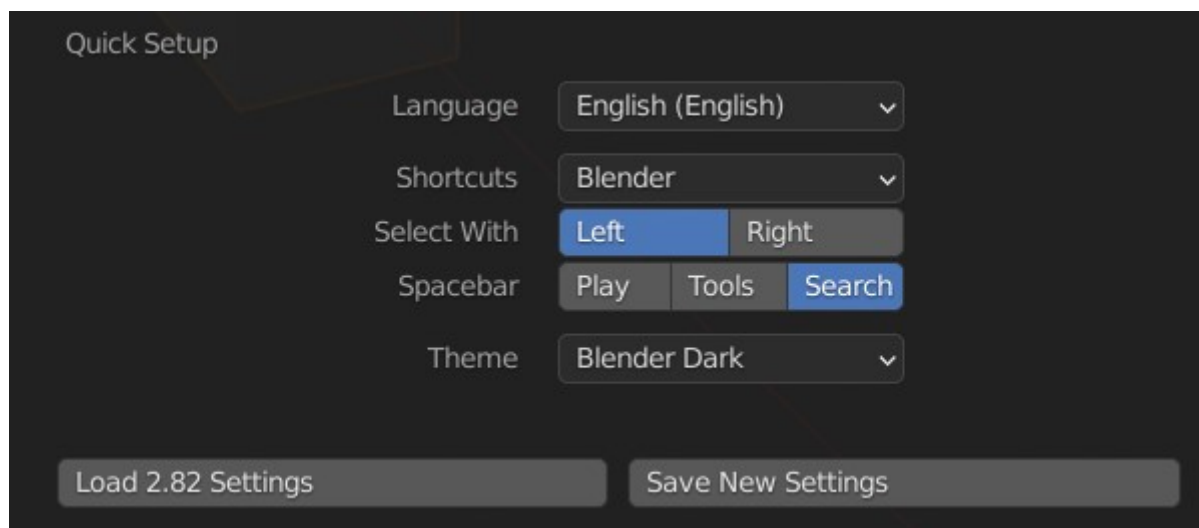 Quick Setup
Language English (English)
Shortcuts Blender
Select With Left Right
Spacebar Play Tools Search
Theme Blender Dark
Load 2.82 Settings Save New Settings